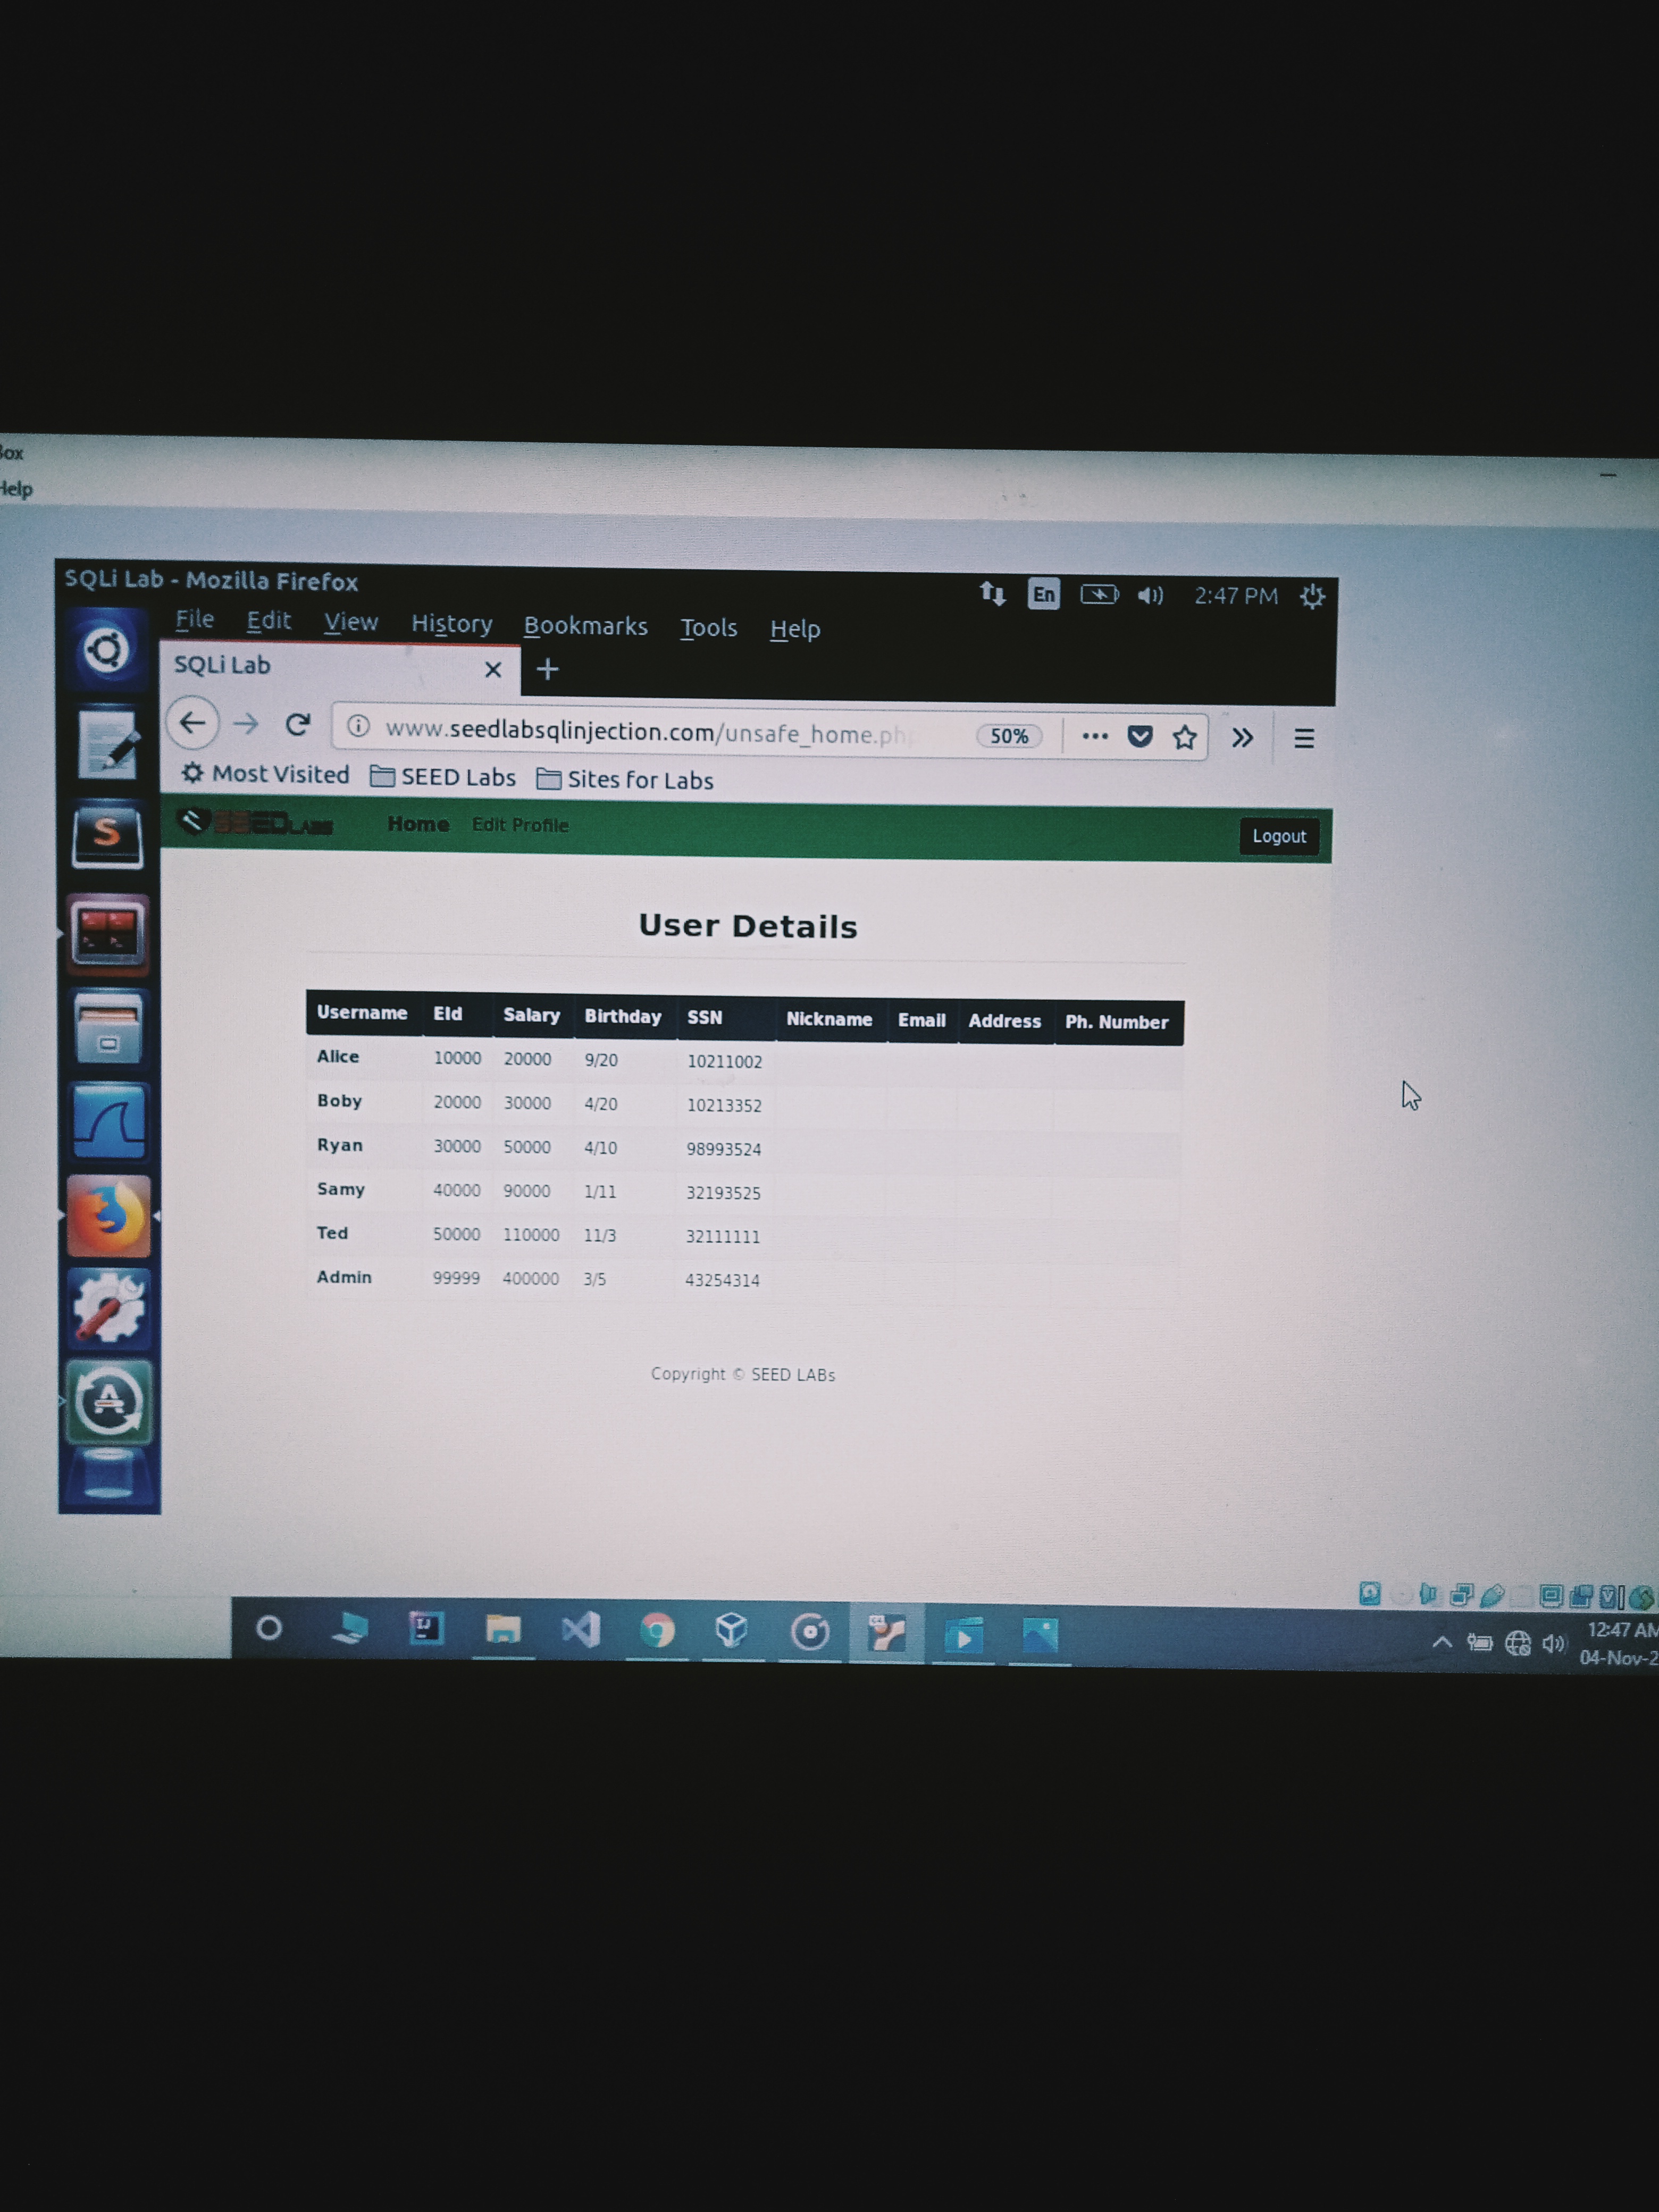 Box
Help
SQLi Lab - Mozilla Firefox En 2:47 PM
File Edit View History Bookmarks Tools Help
SQLi Lab
www.seedlabsqlinjection.com/unsafe_home.php 50%
Most Visited SEED Labs Sites for Labs
SEED LABS Home Edit Profile Logout
User Details
Username EId Salary Birthday SSN Nickname Email Address Ph. Number
Alice 10000 20000 9/20 10211002
Boby 20000 30000 4/20 10213352
Ryan 30000 50000 4/10 98993524
Samy 40000 90000 1/11 32193525
Ted 50000 110000 11/3 32111111
Admin 99999 400000 3/5 43254314
Copyright © SEED LABs
12:47 AM
04-Nov-2